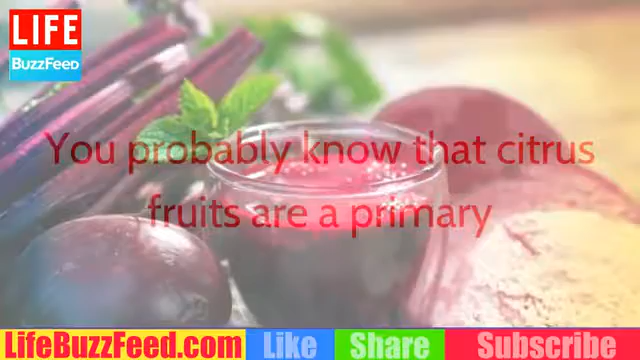 LIFE
BuzzFeed
You probably know that citrus
fruits are a primary
LifeBuzzFeed.com Like Share Subscribe